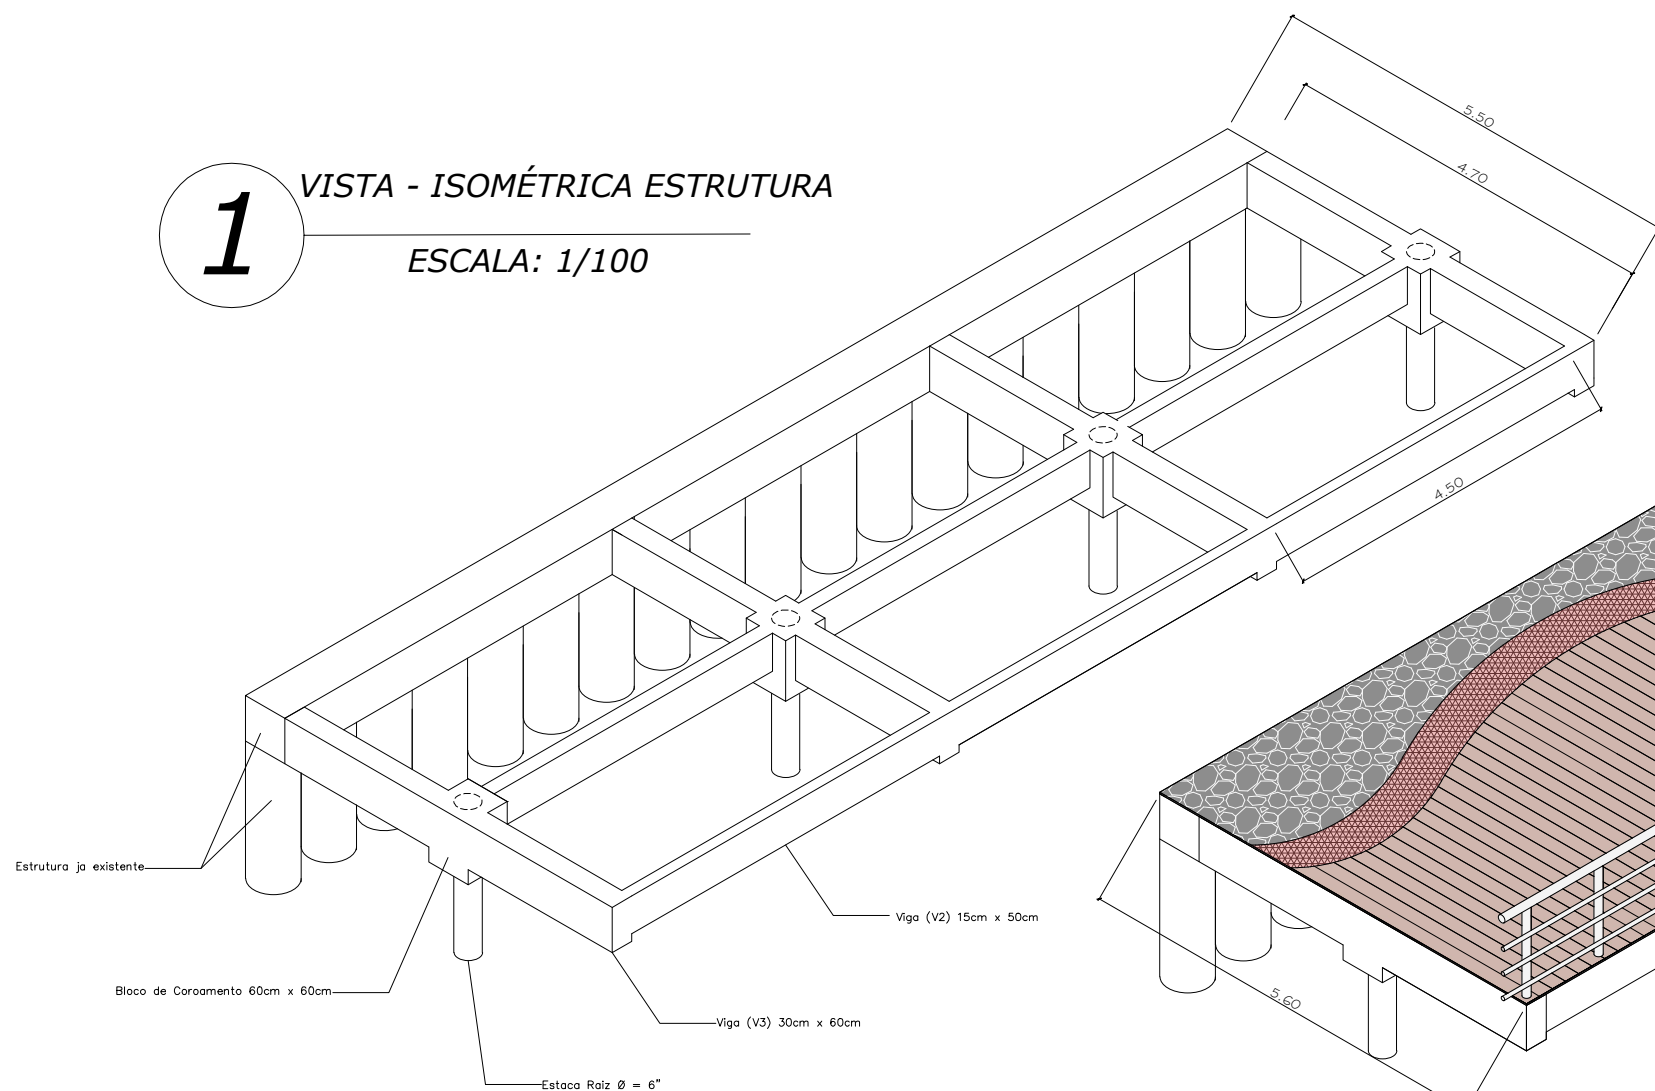 1
VISTA - ISOMÉTRICA ESTRUTURA
ESCALA: 1/100
5.50
4.70
4.50
Estrutura ja existente
Viga (V2) 15cm x 50cm
Bloco de Coroamento 60cm x 60cm
5.60
Viga (V3) 30cm x 60cm
Estaca Raiz Ø = 6"